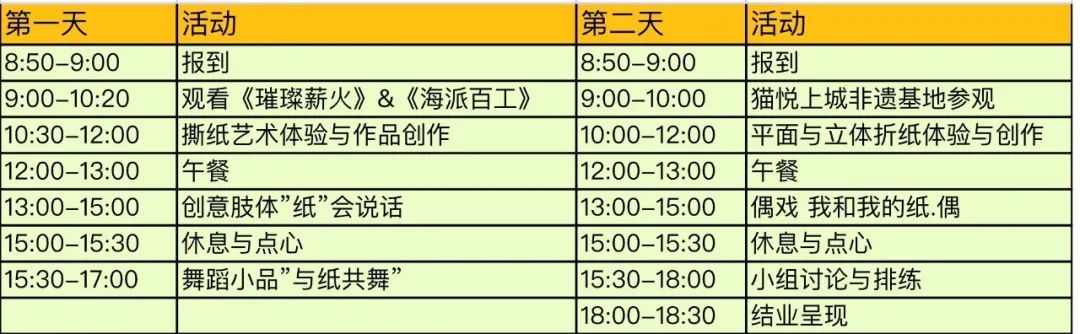 第一天 活动 第二天 活动
8:50-9:00 报到 8:50-9:00 报到
9:00-10:20 观看《璀璨薪火》&《海派百工》 9:00-10:00 猫悦上城非遗基地参观
10:30-12:00 撕纸艺术体验与作品创作 10:00-12:00 平面与立体折纸体验与创作
12:00-13:00 午餐 12:00-13:00 午餐
13:00-15:00 创意肢体”纸”会说话 13:00-15:00 偶戏 我和我的纸.偶
15:00-15:30 休息与点心 15:00-15:30 休息与点心
15:30-17:00 舞蹈小品”与纸共舞” 15:30-18:00 小组讨论与排练
18:00-18:30 结业呈现